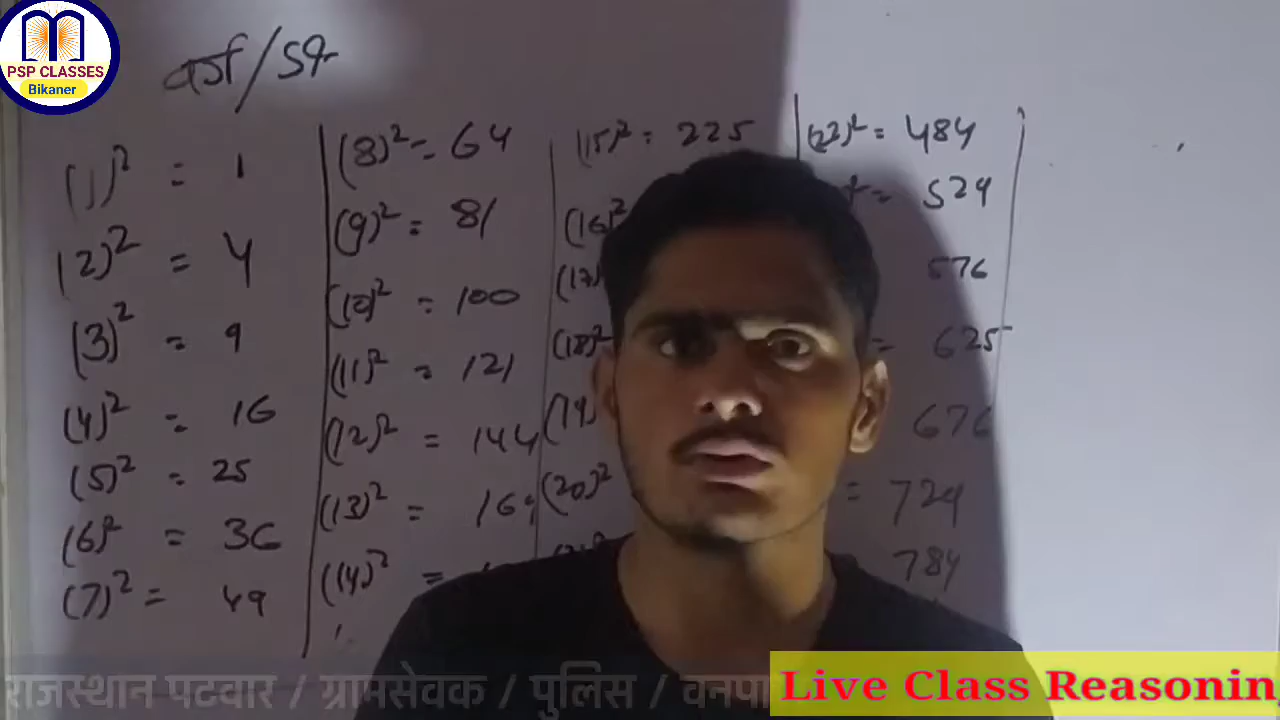 PSP CLASSES
Bikaner
वर्ग/
(1)² = 1
(2)² = 4
(3)² = 9
(4)² = 16
(5)² = 25
(6)² = 36
(7)² = 49
(8)² = 64
(9)² = 81
(10)² = 100
(11)² = 121
(12)² = 144
(13)² = 169
(14)² =
(15)² = 225
(16)²
(17)
(18)²
(19)
(20)²
(22)² = 484
= 529
576
= 625
676
= 729
784
राजस्थान पटवार / ग्रामसेवक / पुलिस / वनपा
Live Class Reasonin